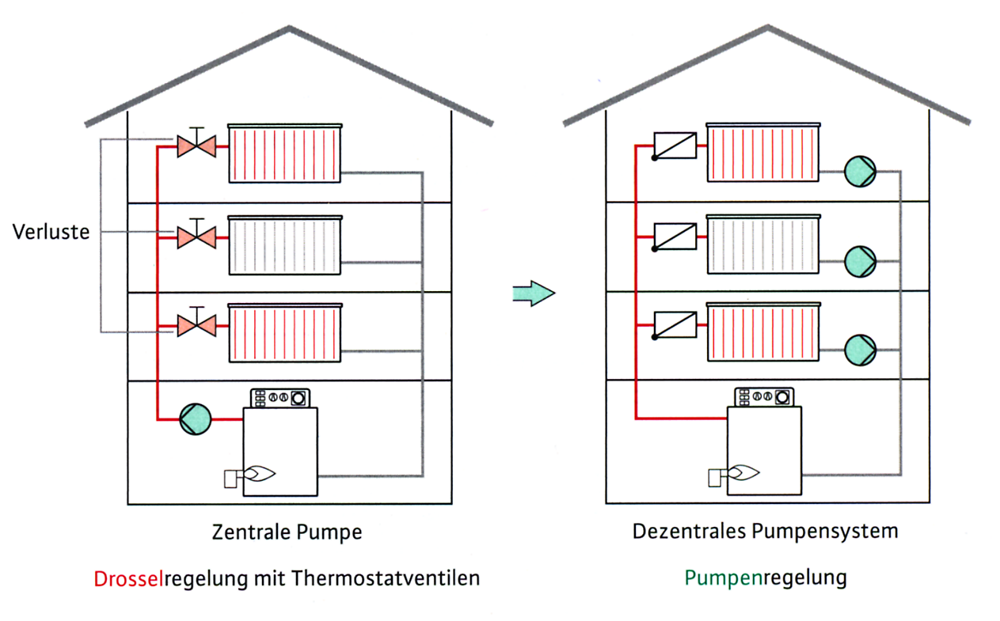 Verluste
Zentrale Pumpe
Drosselregelung mit Thermostatventilen
Dezentrales Pumpensystem
Pumpenregelung